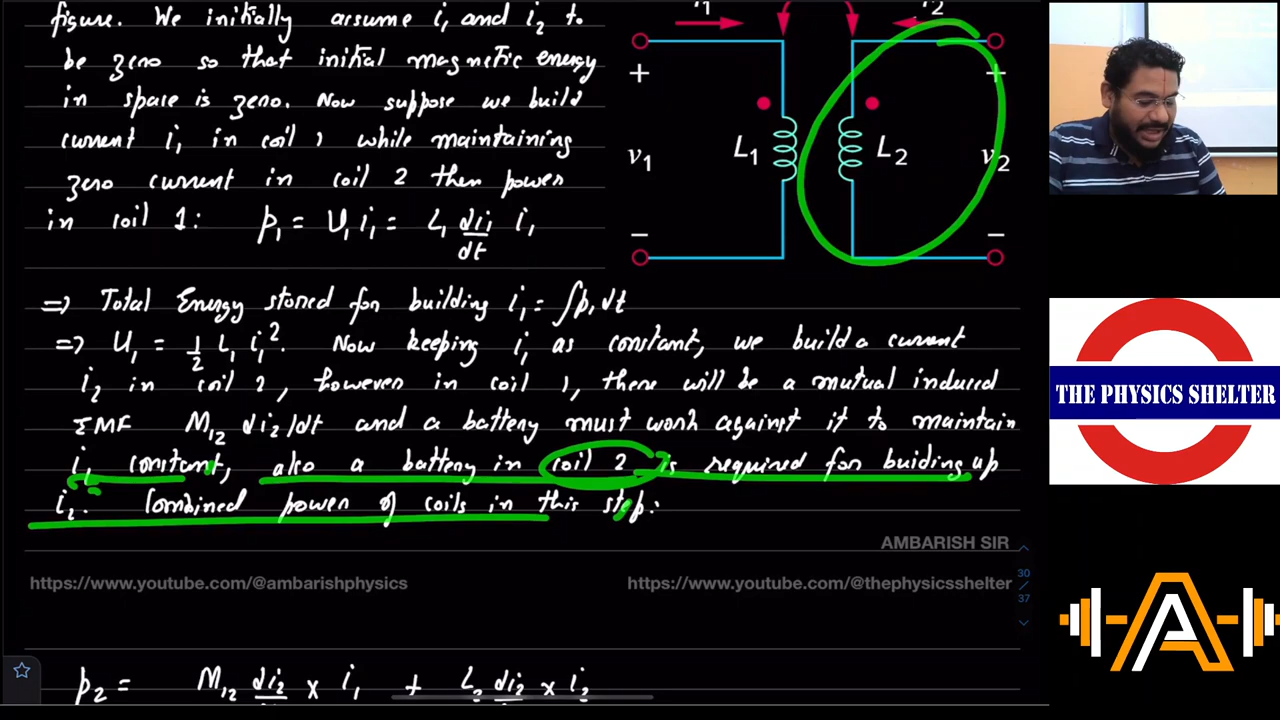 figure. We initially assume i₁ and i₂ to
be zero so that initial magnetic energy
in space is zero. Now suppose we build
current i₁ in coil 1 while maintaining
zero current in coil 2 then power
in coil 1: p₁ = V₁ i₁ = L₁ di₁/dt i₁
⇒ Total Energy stored for building i₁ = ∫p₁ dt
⇒ U₁ = 1/2 L₁ i₁². Now keeping i₁ as constant, we build a current
i₂ in coil 2, however in coil 1, there will be a mutual induced
EMF M₁₂ di₂/dt and a battery must work against it to maintain
i₁ constant, also a battery in coil 2 is required for buiding up
i₂. Combined power of coils in this step:
+ +
v₁ L₁ L₂ v₂
− −
AMBARISH SIR
https://www.youtube.com/@ambarishphysics https://www.youtube.com/@thephysicsshelter
30
/
37
p₂ = M₁₂ di₂ × i₁ + L₂ di₂ × i₂
THE PHYSICS SHELTER
A